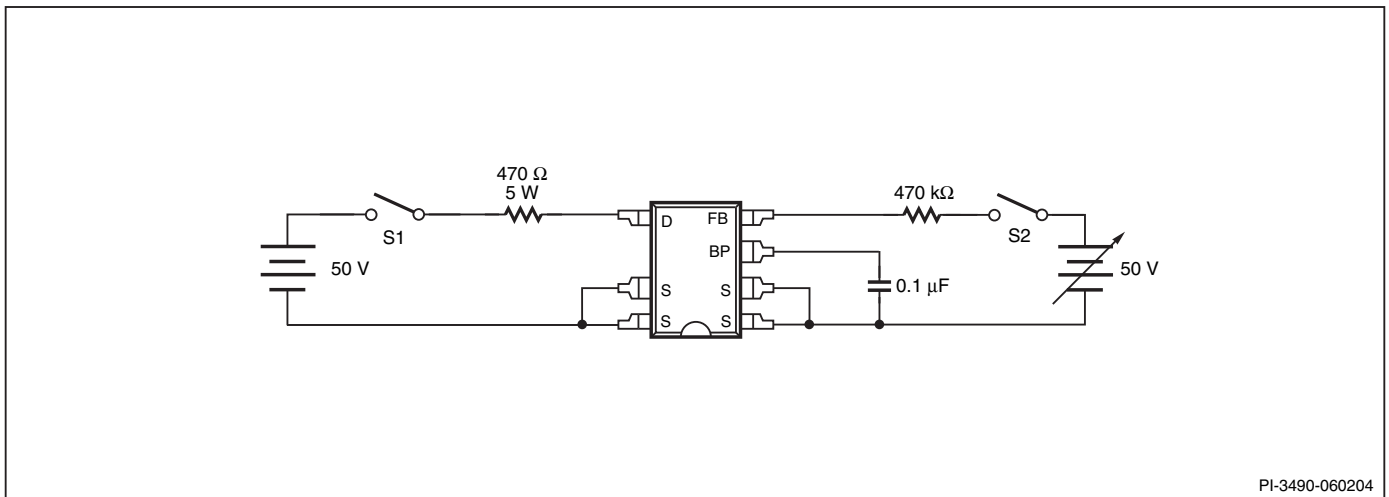 470 Ω
5 W
470 kΩ
S1
D
FB
S2
BP
50 V
50 V
S
S
0.1 μF
S
S
PI-3490-060204